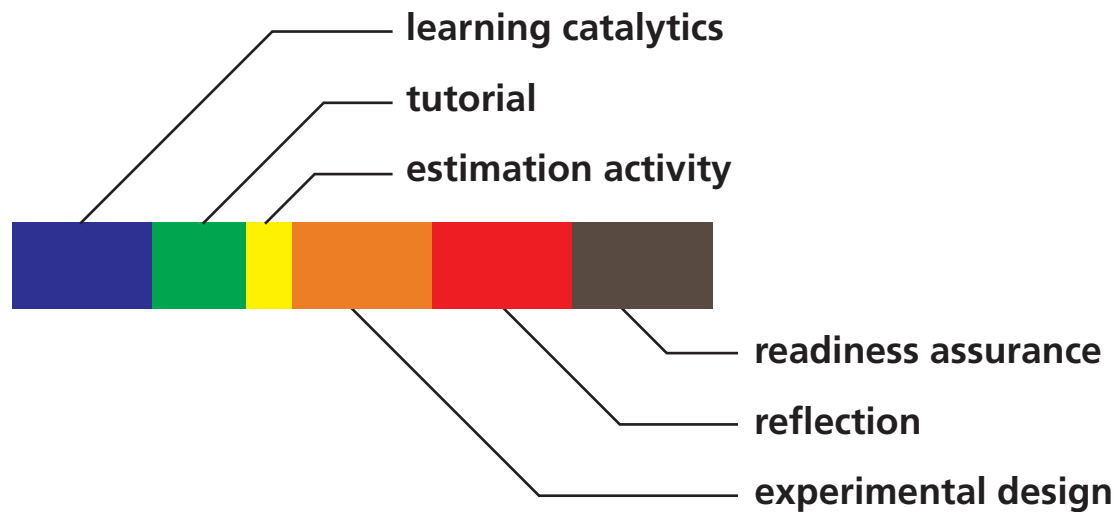 learning catalytics
tutorial
estimation activity
readiness assurance
reflection
experimental design